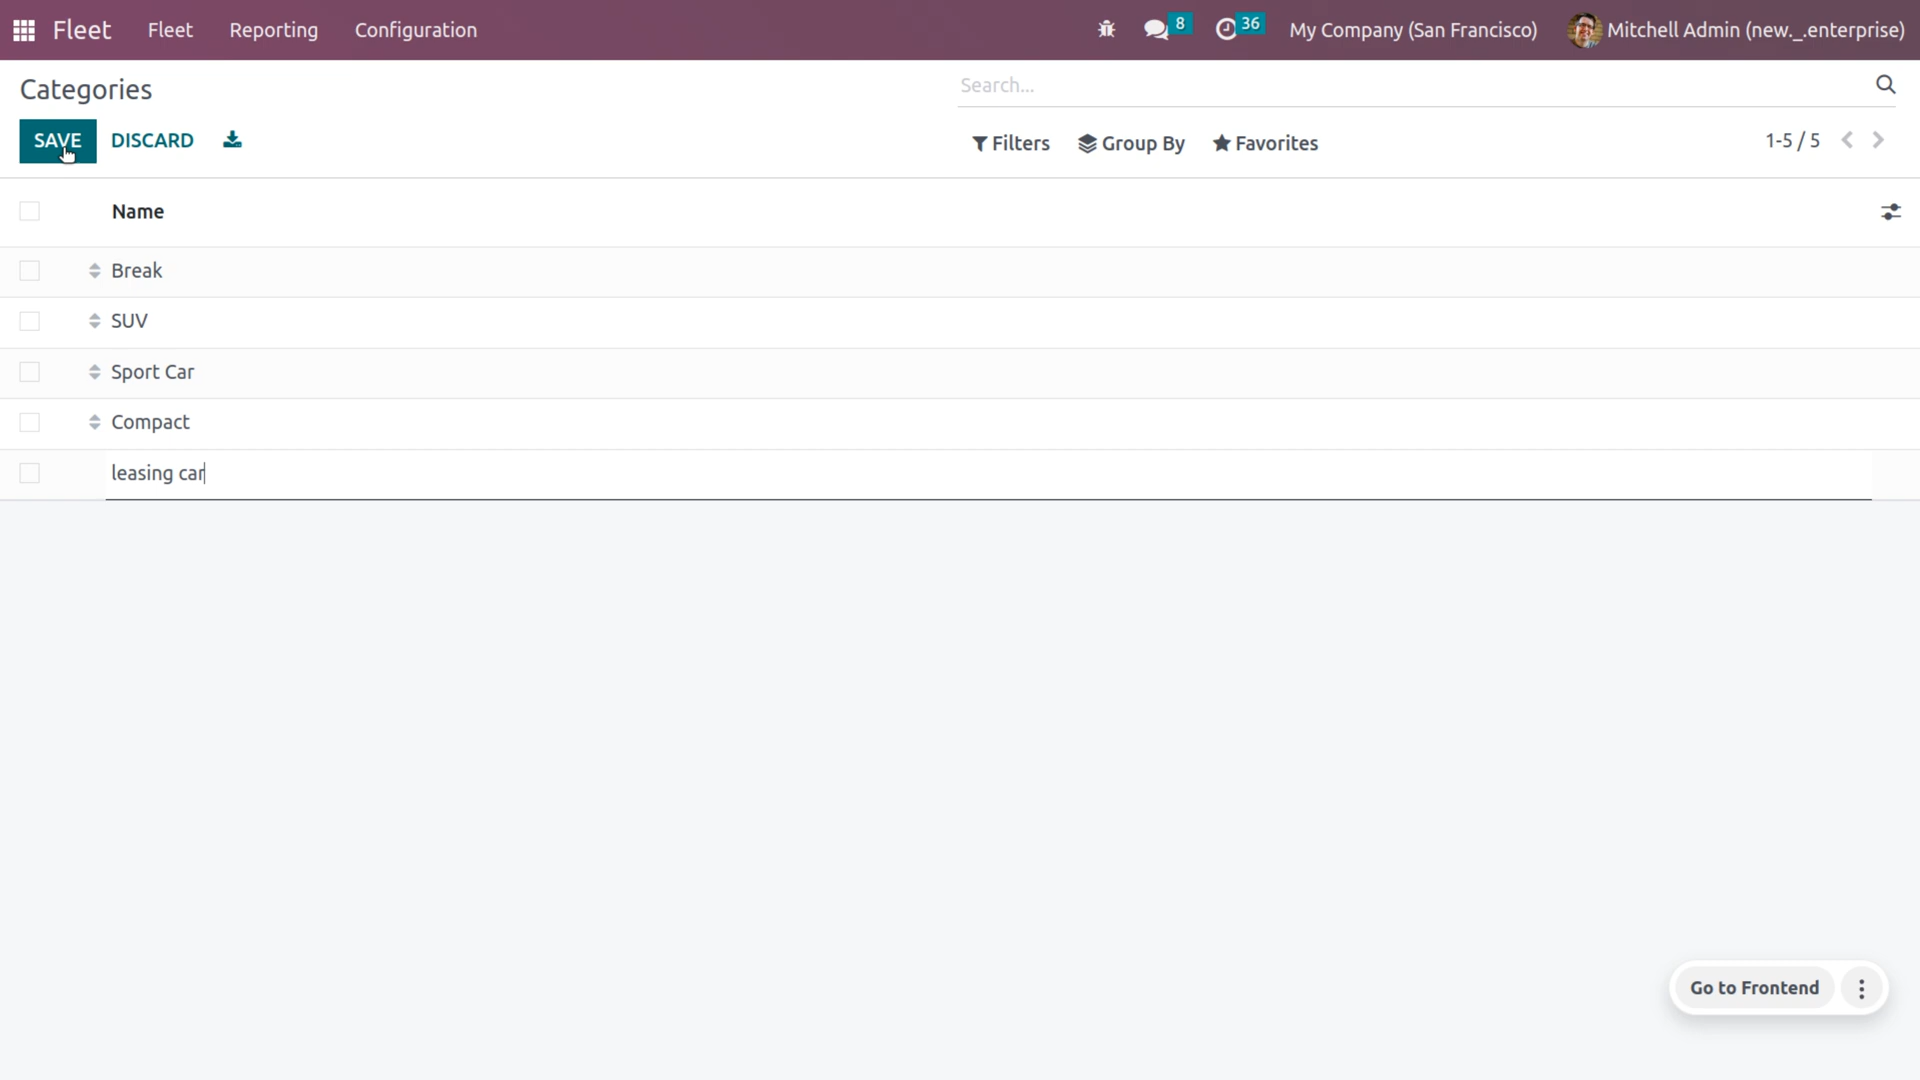 Fleet Fleet Reporting Configuration 8 36 My Company (San Francisco) Mitchell Admin (new._.enterprise)
Categories Search...
SAVE DISCARD Filters Group By Favorites 1-5 / 5
Name
Break
SUV
Sport Car
Compact
leasing car
Go to Frontend